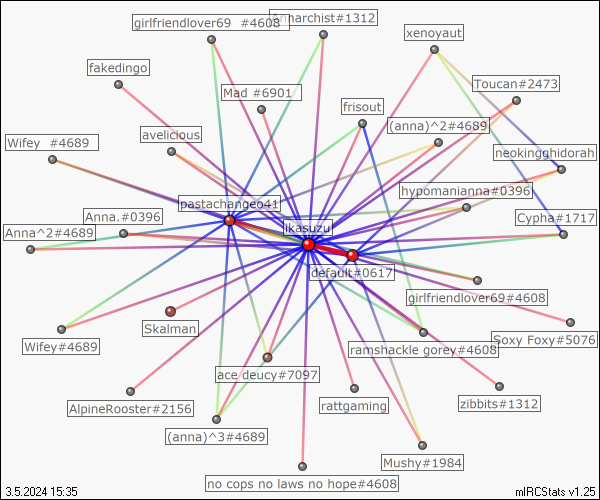 girlfriendlover69 #4608
Annarchist#1312
xenoyaut
fakedingo
Toucan#2473
Mad #6901
frisout
(anna)^2#4689
avelicious
Wifey #4689
neokingghidorah
hypomanianna#0396
pastachangeo41
Anna.#0396
Cypha#1717
Anna^2#4689
ikasuzu
default#0617
girlfriendlover69#4608
Skalman
Soxy Foxy#5076
Wifey#4689
ramshackle gorey#4608
ace deucy#7097
AlpineRooster#2156
rattgaming
zibbits#1312
(anna)^3#4689
Mushy#1984
no cops no laws no hope#4608
3.5.2024 15:35
mIRCStats v1.25